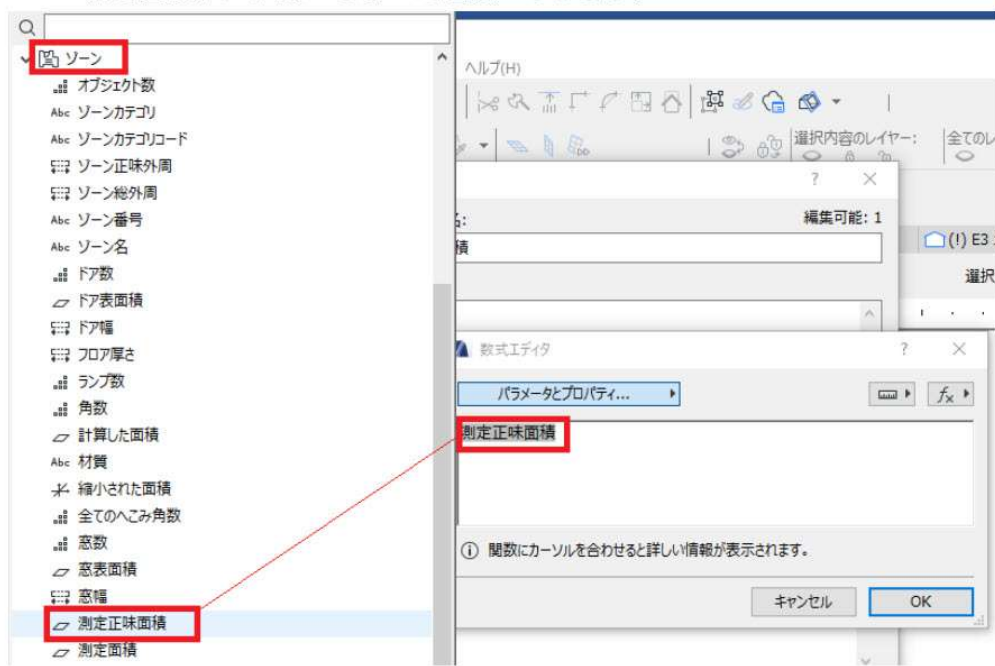 ゾーン
オブジェクト数
Abc ゾーンカテゴリ
Abc ゾーンカテゴリコード
ゾーン正味外周
ゾーン総外周
Abc ゾーン番号
Abc ゾーン名
ドア数
ドア表面積
ドア幅
フロア厚さ
ランプ数
角数
計算した面積
Abc 材質
縮小された面積
全てのへこみ角数
窓数
窓表面積
窓幅
測定正味面積
測定面積
ヘルプ(H)
選択内容のレイヤー:
全てのレ
? ×
編集可能: 1
積
(!) E3
選択
数式エディタ
? ×
パラメータとプロパティ...
fx
測定正味面積
関数にカーソルを合わせると詳しい情報が表示されます。
キャンセル
OK